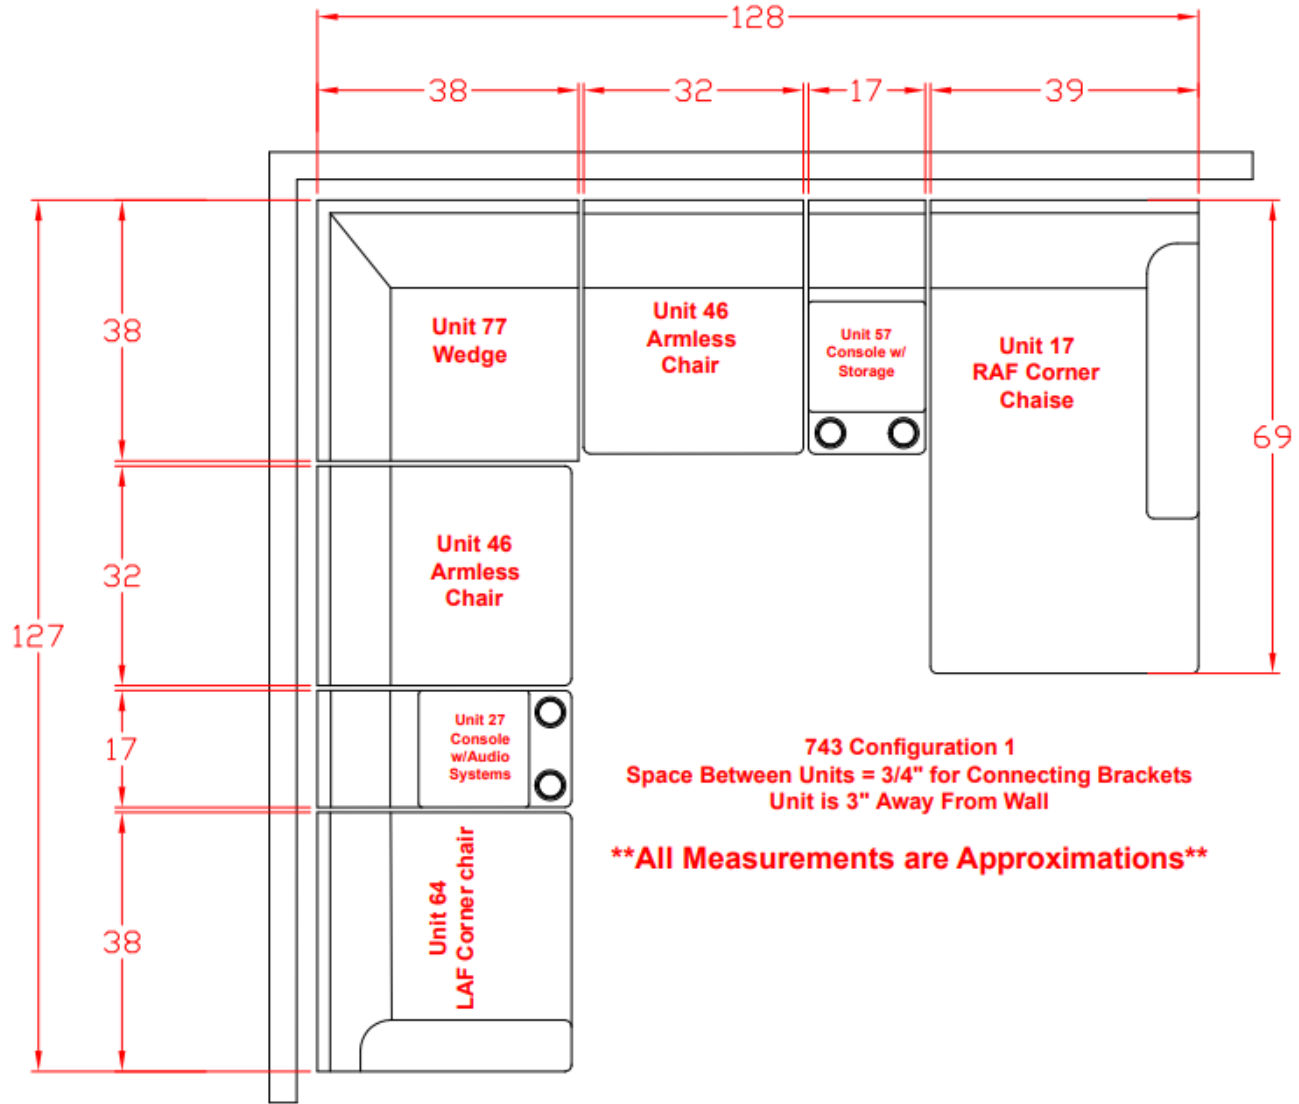 128
38
32
17
39
38
32
17
38
127
69
Unit 77
Wedge
Unit 46
Armless
Chair
Unit 57
Console w/
Storage
Unit 17
RAF Corner
Chaise
Unit 46
Armless
Chair
Unit 27
Console
w/Audio
Systems
Unit 64
LAF Corner chair
743 Configuration 1
Space Between Units = 3/4" for Connecting Brackets
Unit is 3" Away From Wall
**All Measurements are Approximations**